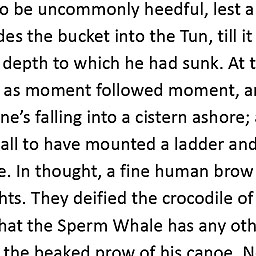 o be uncommonly heedful, lest a
des the bucket into the Tun, till it
depth to which he had sunk. At t
as moment followed moment, a
ne’s falling into a cistern ashore;
all to have mounted a ladder and
e. In thought, a fine human brow
hts. They deified the crocodile of
hat the Sperm Whale has any oth
the beaked prow of his canoe. N